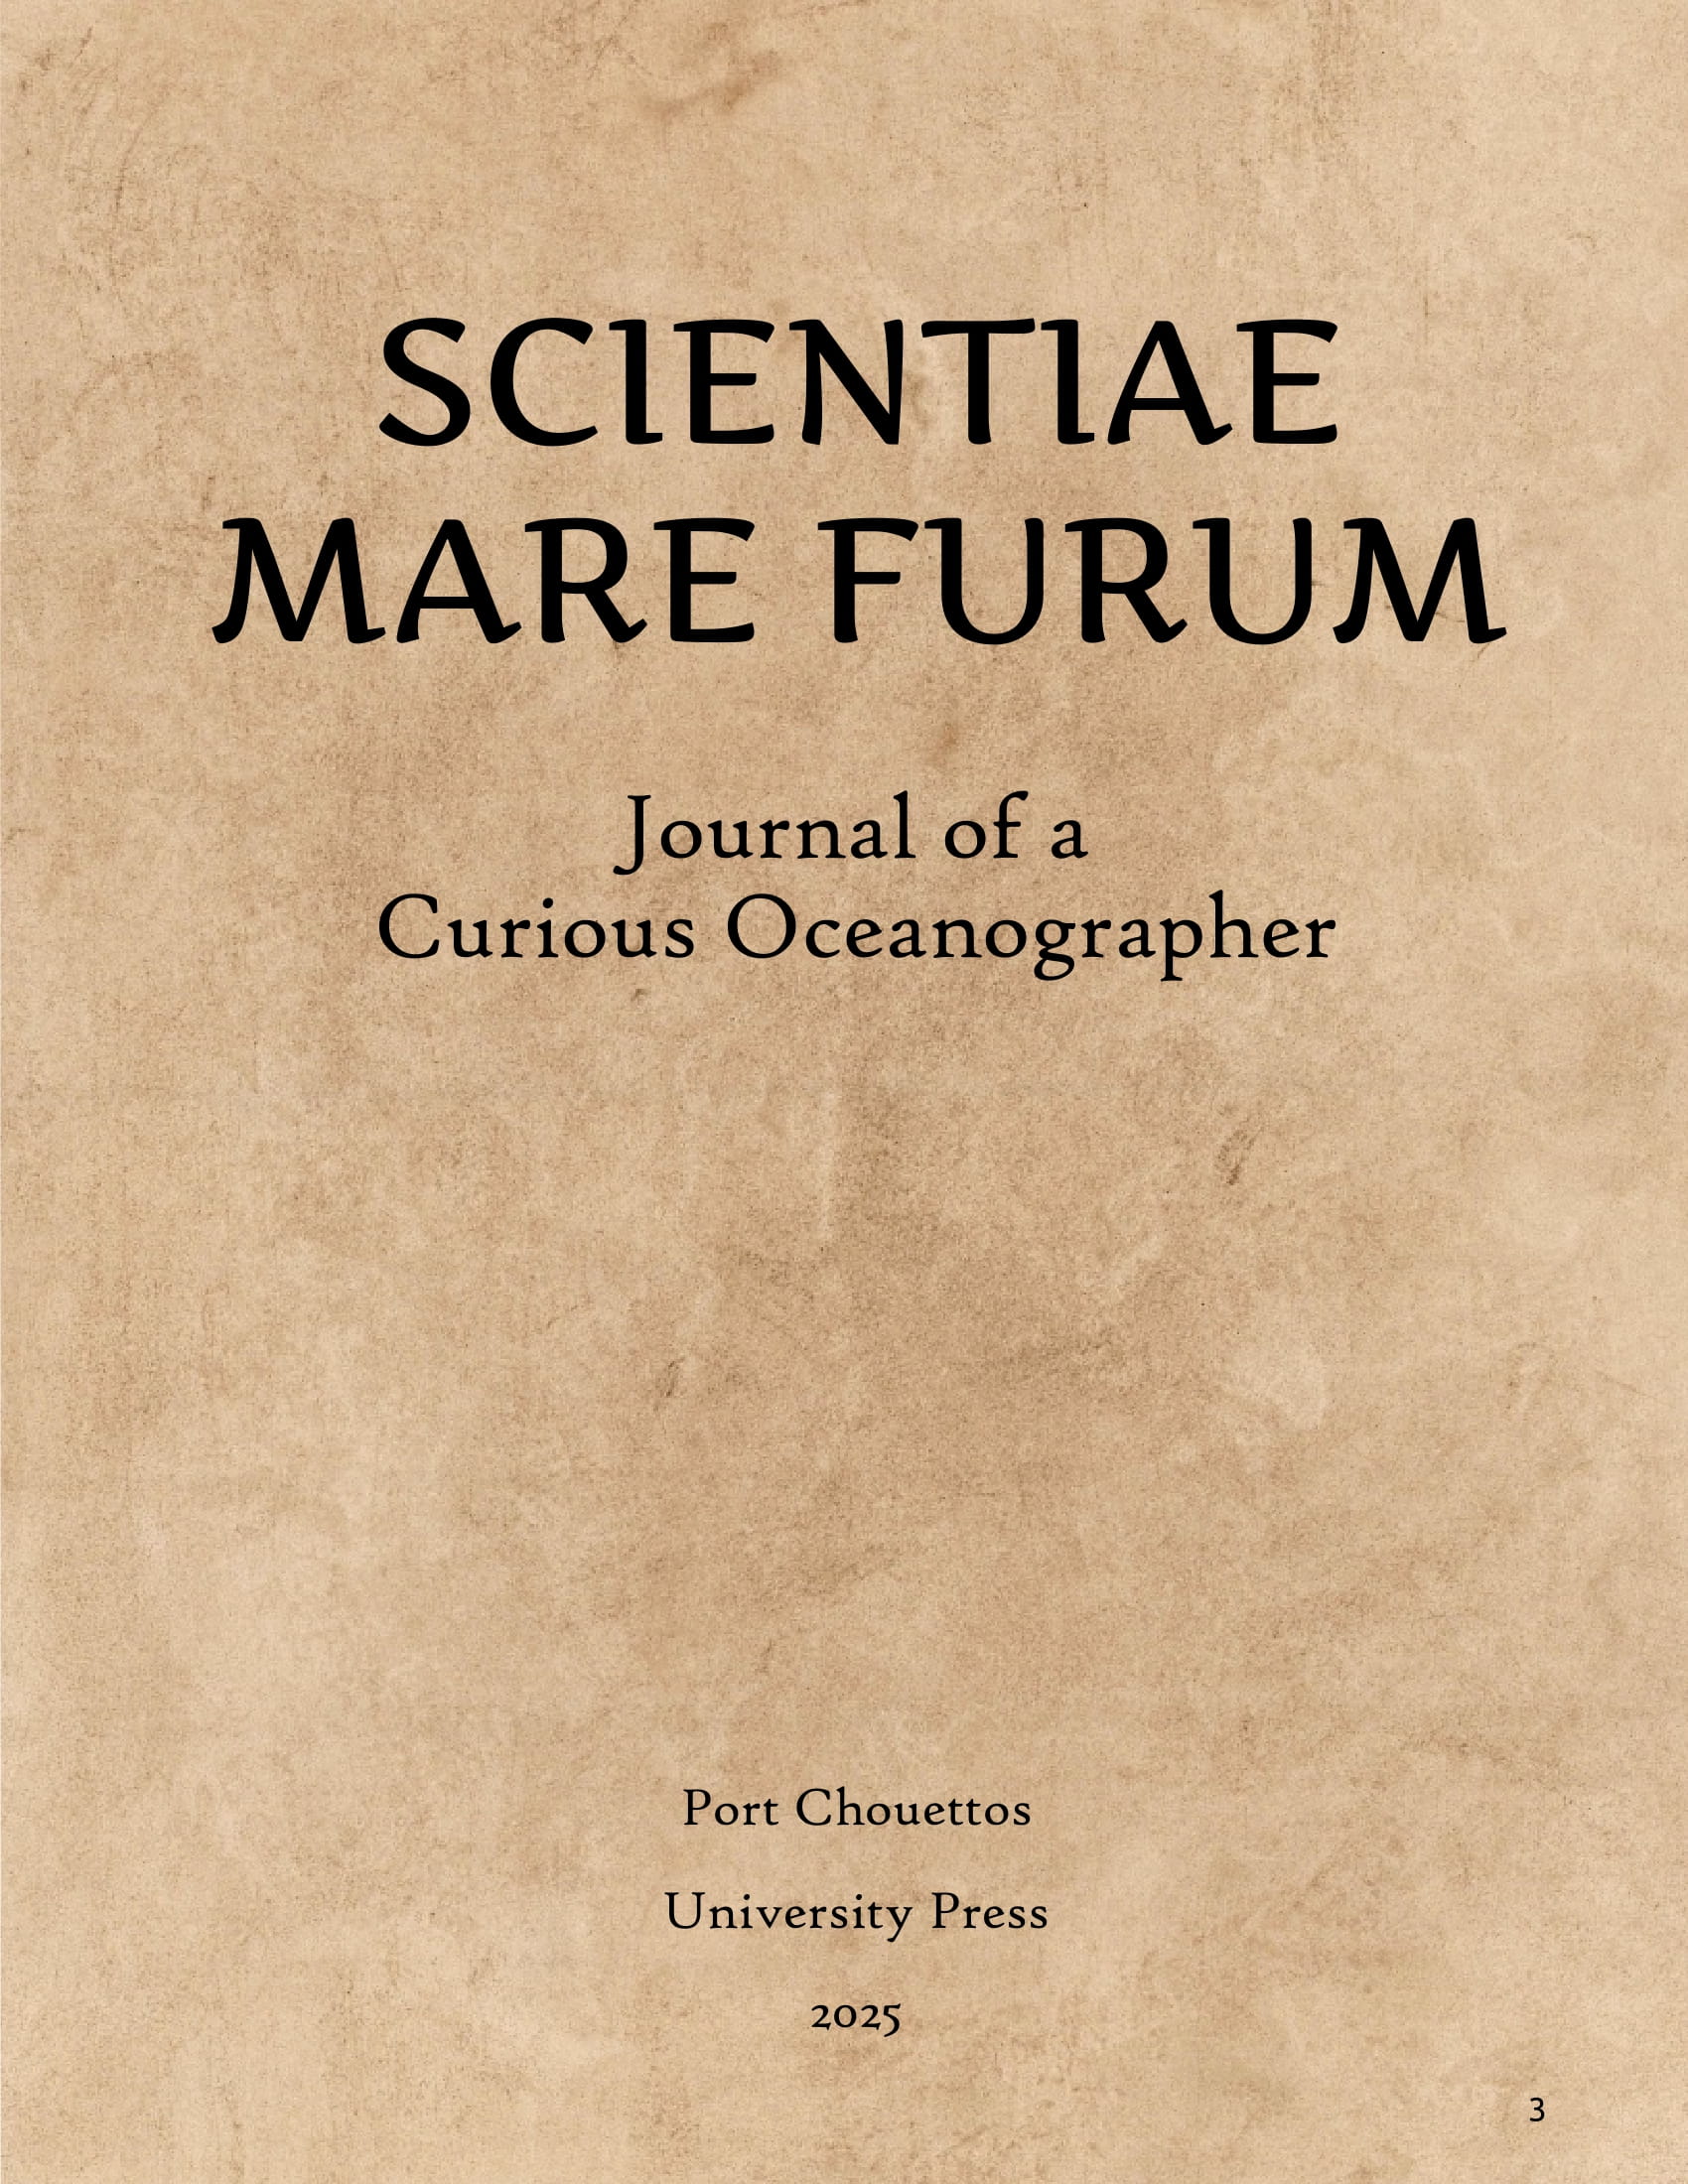 SCIENTIAE
MARE FURUM
Journal of a
Curious Oceanographer
Port Chouettos
University Press
2025
3